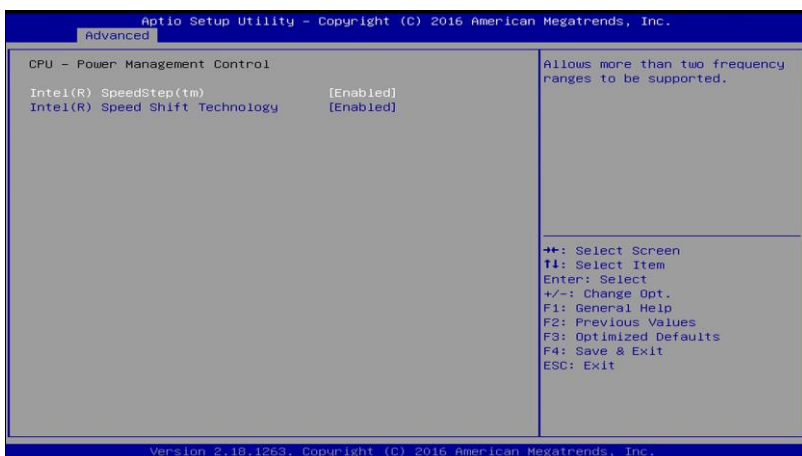 Aptio Setup Utility – Copyright (C) 2016 American Megatrends, Inc.
Advanced
CPU – Power Management Control
Intel(R) SpeedStep(tm) [Enabled]
Intel(R) Speed Shift Technology [Enabled]
Allows more than two frequency
ranges to be supported.
→←: Select Screen
↑↓: Select Item
Enter: Select
+/-: Change Opt.
F1: General Help
F2: Previous Values
F3: Optimized Defaults
F4: Save & Exit
ESC: Exit
Version 2.18.1263. Copyright (C) 2016 American Megatrends, Inc.